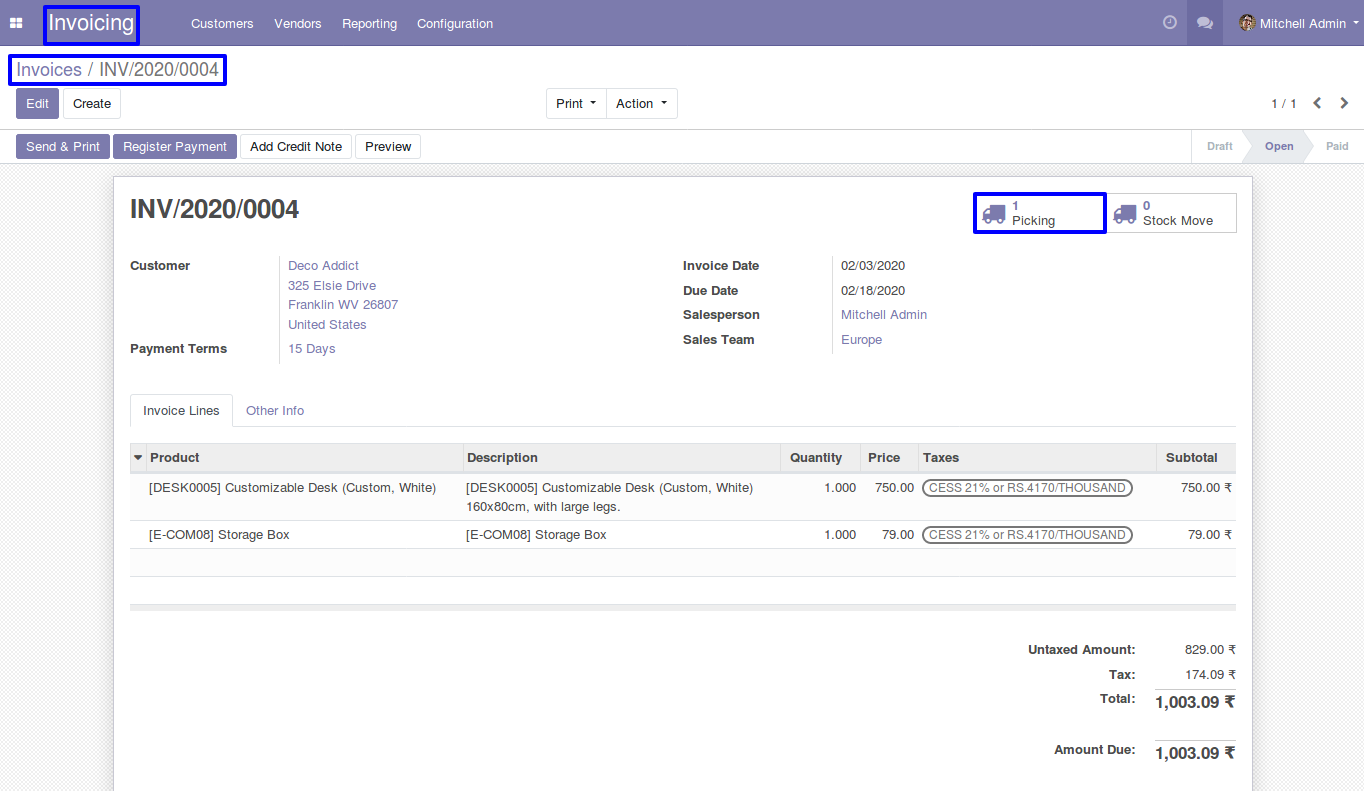 Invoicing Customers Vendors Reporting Configuration Mitchell Admin
Invoices / INV/2020/0004
Edit Create Print Action 1 / 1
Send & Print Register Payment Add Credit Note Preview Draft Open Paid
INV/2020/0004
1 Picking
0 Stock Move
Customer Deco Addict
325 Elsie Drive
Franklin WV 26807
United States
Payment Terms 15 Days
Invoice Date 02/03/2020
Due Date 02/18/2020
Salesperson Mitchell Admin
Sales Team Europe
Invoice Lines Other Info
Product Description Quantity Price Taxes Subtotal
[DESK0005] Customizable Desk (Custom, White) [DESK0005] Customizable Desk (Custom, White) 1.000 750.00 CESS 21% or RS.4170/THOUSAND 750.00 ₹
160x80cm, with large legs.
[E-COM08] Storage Box [E-COM08] Storage Box 1.000 79.00 CESS 21% or RS.4170/THOUSAND 79.00 ₹
Untaxed Amount: 829.00 ₹
Tax: 174.09 ₹
Total: 1,003.09 ₹
Amount Due: 1,003.09 ₹